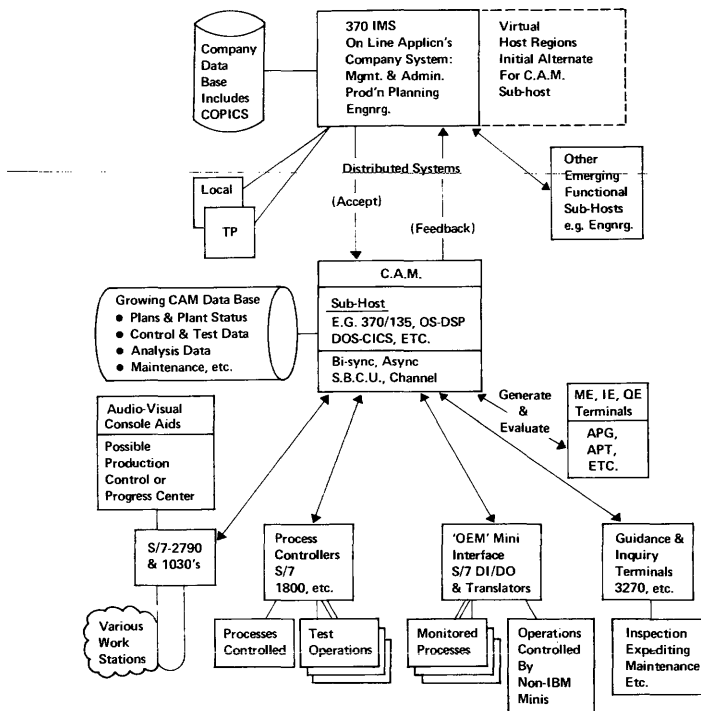 Company
Data
Base
Includes
COPICS
370 IMS
On Line Applicn's
Company System:
Mgmt. & Admin.
Prod'n Planning
Engnrg.
Virtual
Host Regions
Initial Alternate
For C.A.M.
Sub-host
Local
TP
Distributed Systems
(Accept)
(Feedback)
Other
Emerging
Functional
Sub-Hosts
e.g. Engnrg.
C.A.M.
Sub-Host
E.G. 370/135, OS-DSP
DOS-CICS, ETC.
Bi-sync, Async
S.B.C.U., Channel
Growing CAM Data Base
● Plans & Plant Status
● Control & Test Data
● Analysis Data
● Maintenance, etc.
Generate
&
Evaluate
ME, IE, QE
Terminals
APG,
APT,
ETC.
Audio-Visual
Console Aids
Possible
Production
Control or
Progress Center
S/7-2790
& 1030's
Process
Controllers
S/7
1800, etc.
'OEM' Mini
Interface
S/7 DI/DO
& Translators
Guidance &
Inquiry
Terminals
3270, etc.
Various
Work
Stations
Processes
Controlled
Test
Operations
Monitored
Processes
Operations
Controlled
By
Non-IBM
Minis
Inspection
Expediting
Maintenance
Etc.